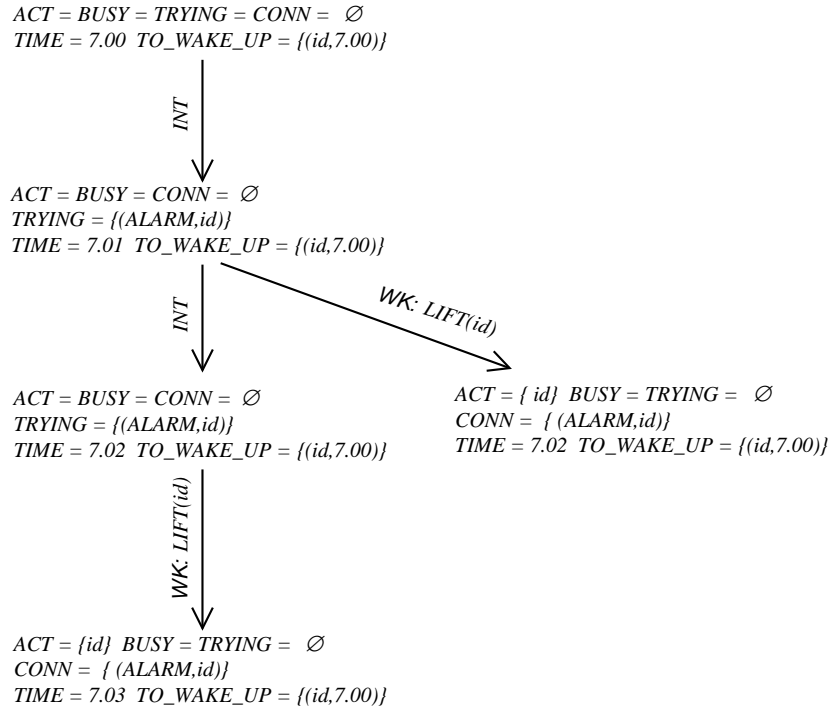 ACT = BUSY = TRYING = CONN = ∅
TIME = 7.00 TO_WAKE_UP = {(id,7.00)}
INT
ACT = BUSY = CONN = ∅
TRYING = {(ALARM,id)}
TIME = 7.01 TO_WAKE_UP = {(id,7.00)}
INT
WK: LIFT(id)
ACT = BUSY = CONN = ∅
TRYING = {(ALARM,id)}
TIME = 7.02 TO_WAKE_UP = {(id,7.00)}
ACT = { id} BUSY = TRYING = ∅
CONN = { (ALARM,id)}
TIME = 7.02 TO_WAKE_UP = {(id,7.00)}
WK: LIFT(id)
ACT = {id} BUSY = TRYING = ∅
CONN = { (ALARM,id)}
TIME = 7.03 TO_WAKE_UP = {(id,7.00)}